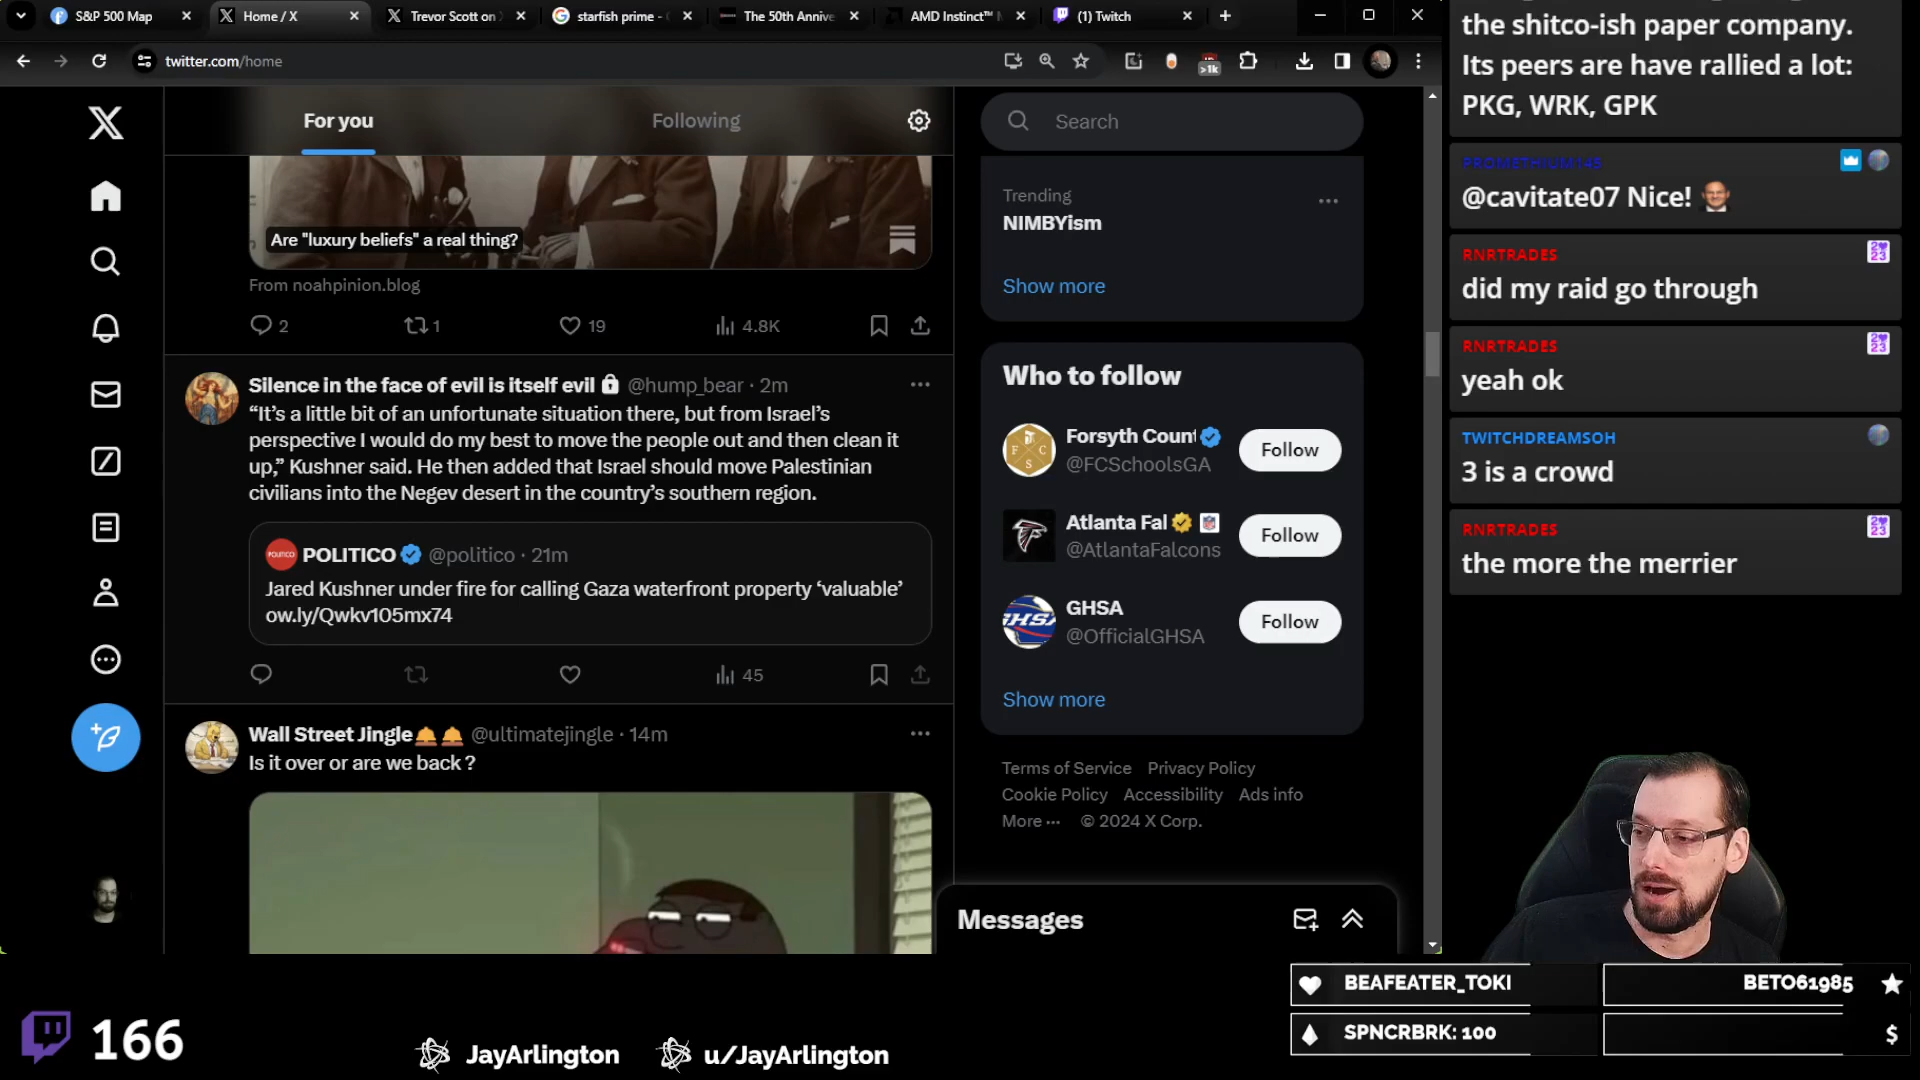 S&P 500 Map
Home / X
Trevor Scott on
starfish prime -
The 50th Annive
AMD Instinct™
(1) Twitch
twitter.com/home
>1k
For you
Following
Search
Are "luxury beliefs" a real thing?
From noahpinion.blog
2
1
19
4.8K
Trending
NIMBYism
Show more
Silence in the face of evil is itself evil @hump_bear · 2m
“It’s a little bit of an unfortunate situation there, but from Israel’s
perspective I would do my best to move the people out and then clean it
up,” Kushner said. He then added that Israel should move Palestinian
civilians into the Negev desert in the country’s southern region.
POLITICO
POLITICO @politico · 21m
Jared Kushner under fire for calling Gaza waterfront property ‘valuable’
ow.ly/Qwkv105mx74
45
Wall Street Jingle @ultimatejingle · 14m
Is it over or are we back ?
Who to follow
Forsyth Coun
@FCSchoolsGA
Follow
Atlanta Fal
@AtlantaFalcons
Follow
GHSA
@OfficialGHSA
Follow
Show more
Terms of Service Privacy Policy
Cookie Policy Accessibility Ads info
More ··· © 2024 X Corp.
Messages
the shitco-ish paper company.
Its peers are have rallied a lot:
PKG, WRK, GPK
PROMETHIUM145
@cavitate07 Nice!
RNRTRADES
did my raid go through
RNRTRADES
yeah ok
TWITCHDREAMSOH
3 is a crowd
RNRTRADES
the more the merrier
166
JayArlington
u/JayArlington
BEAFEATER_TOKI
BETO61985
SPNCRBRK: 100
$